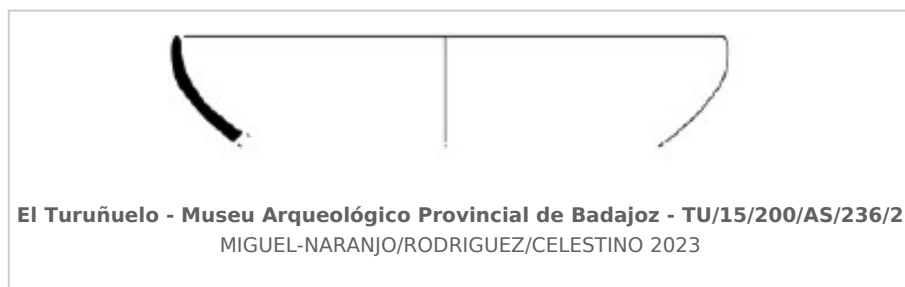 El Turuñuelo - Museu Arqueológico Provincial de Badajoz - TU/15/200/AS/236/2
MIGUEL-NARANJO/RODRIGUEZ/CELESTINO 2023